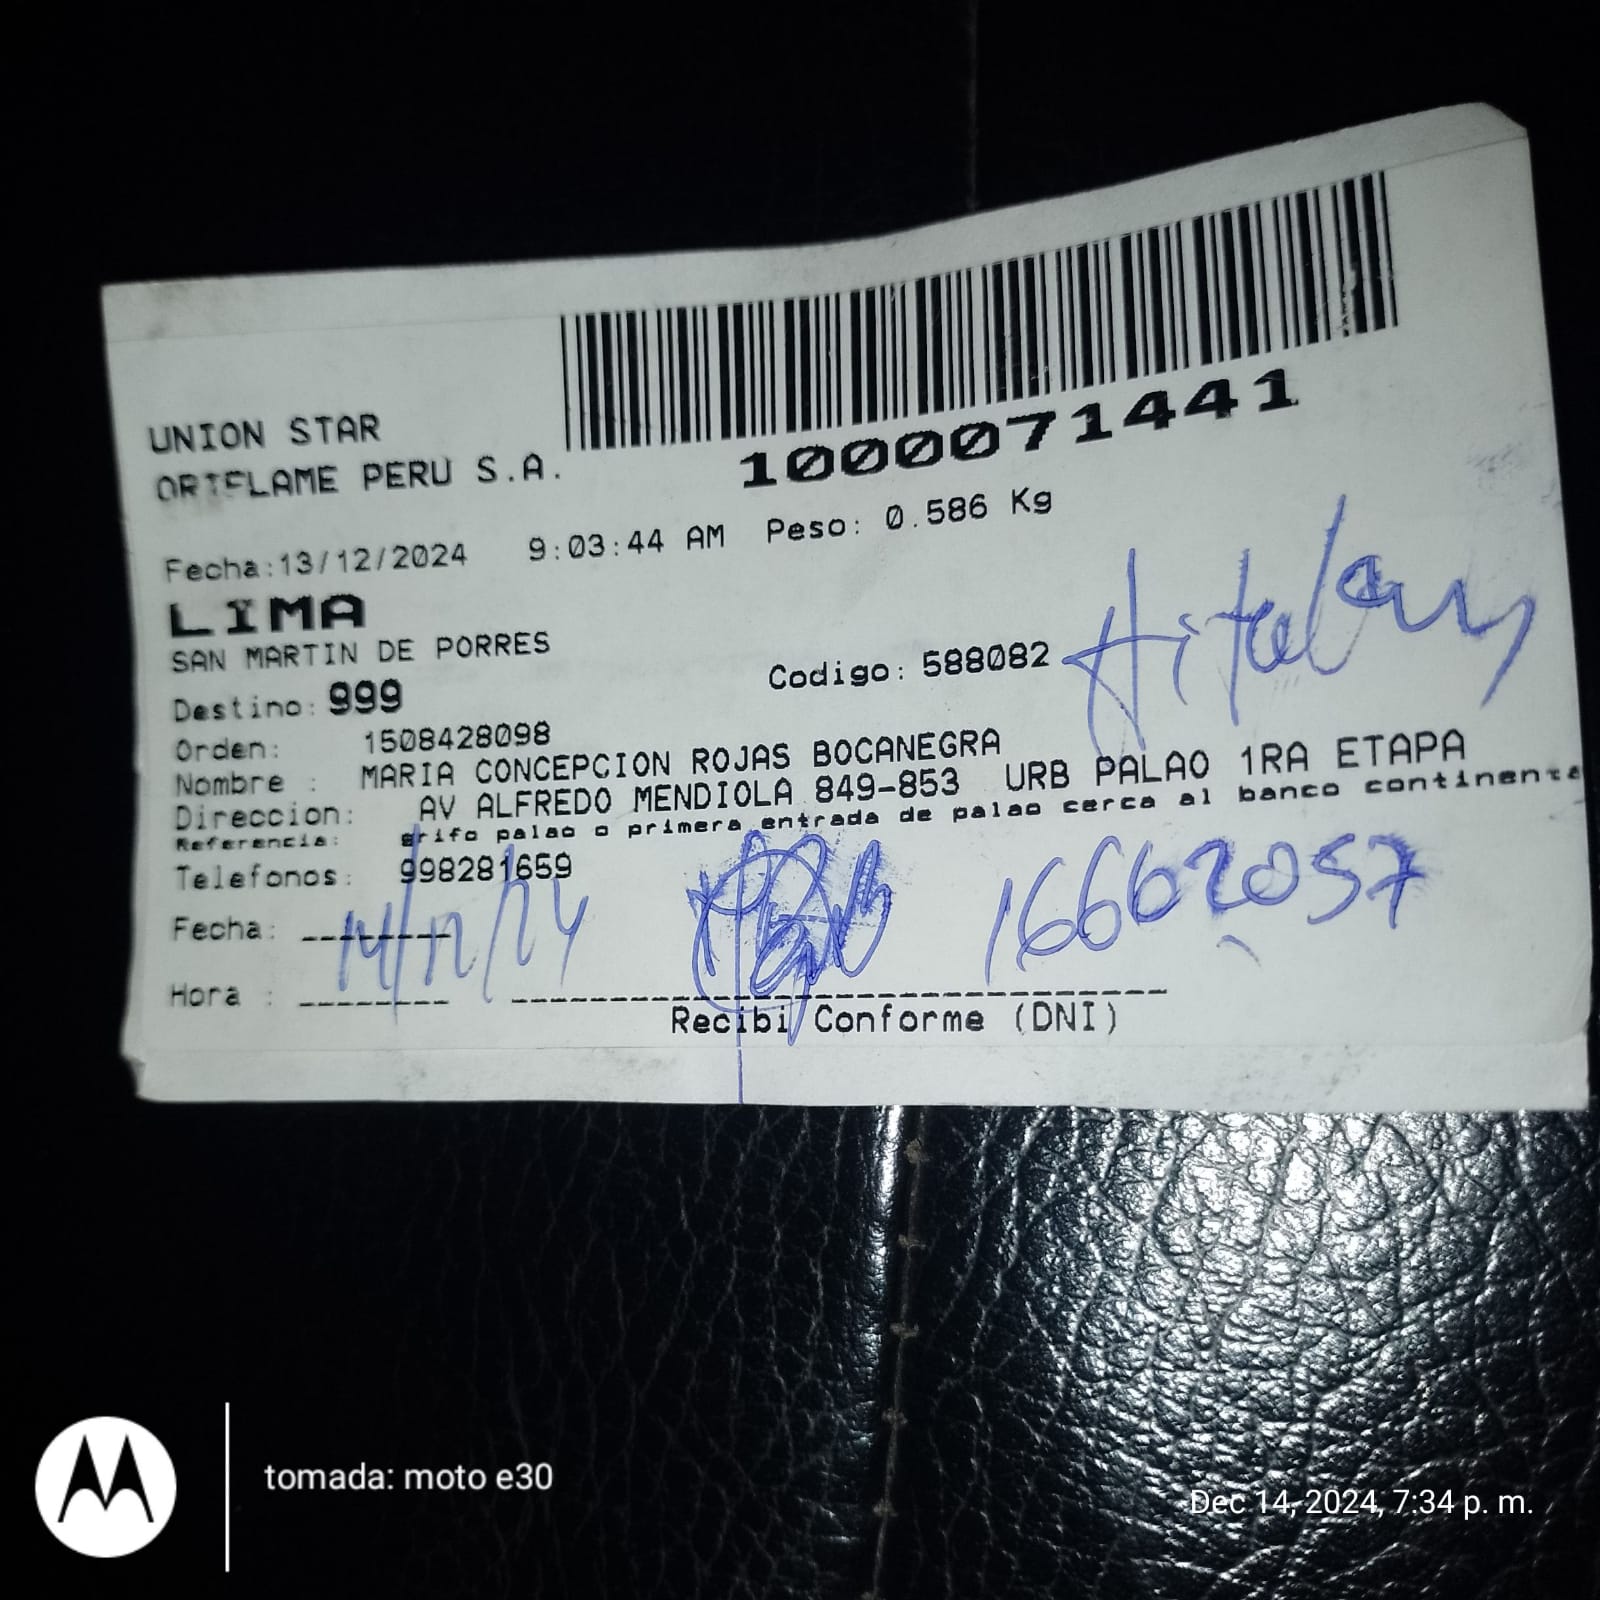 1000071441
UNION STAR
ORIFLAME PERU S.A.
Fecha:13/12/2024 9:03:44 AM Peso: 0.586 Kg
LIMA
SAN MARTIN DE PORRES
Destino: 999 Codigo: 588082
Orden: 1508428098
Nombre : MARIA CONCEPCION ROJAS BOCANEGRA
Direccion: AV ALFREDO MENDIOLA 849-853 URB PALAO 1RA ETAPA
Referencia: grifo palao o primera entrada de palao cerca al banco continenta
Telefonos: 998281659
Fecha: 14/12/24 16662057
Hora :
Recibi Conforme (DNI)
tomada: moto e30
Dec 14, 2024, 7:34 p. m.